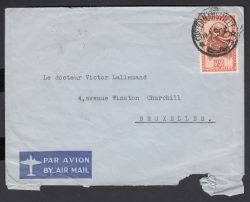 Le docteur Victor Lallemand
4,avenue Winston Churchill
BRUXELLES.
PAR AVION
BY AIR MAIL